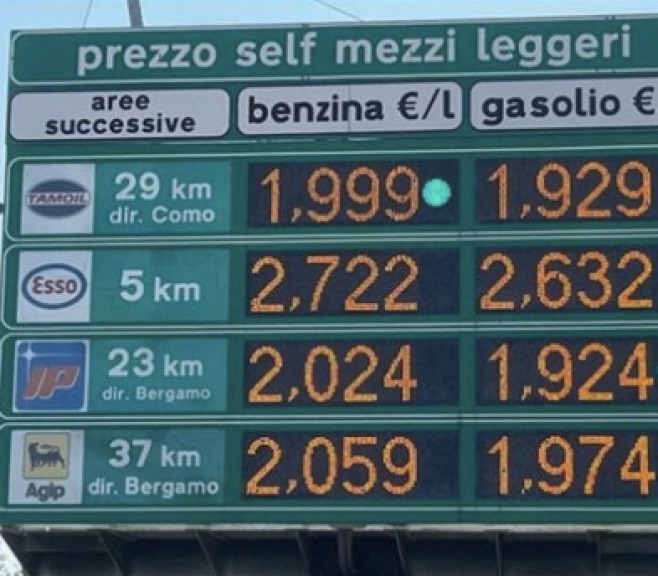 prezzo self mezzi leggeri
aree successive benzina €/l gasolio €
TAMOIL 29 km dir. Como 1,999 1,929
Esso 5 km 2,722 2,632
IP 23 km dir. Bergamo 2,024 1,924
Agip 37 km dir. Bergamo 2,059 1,974